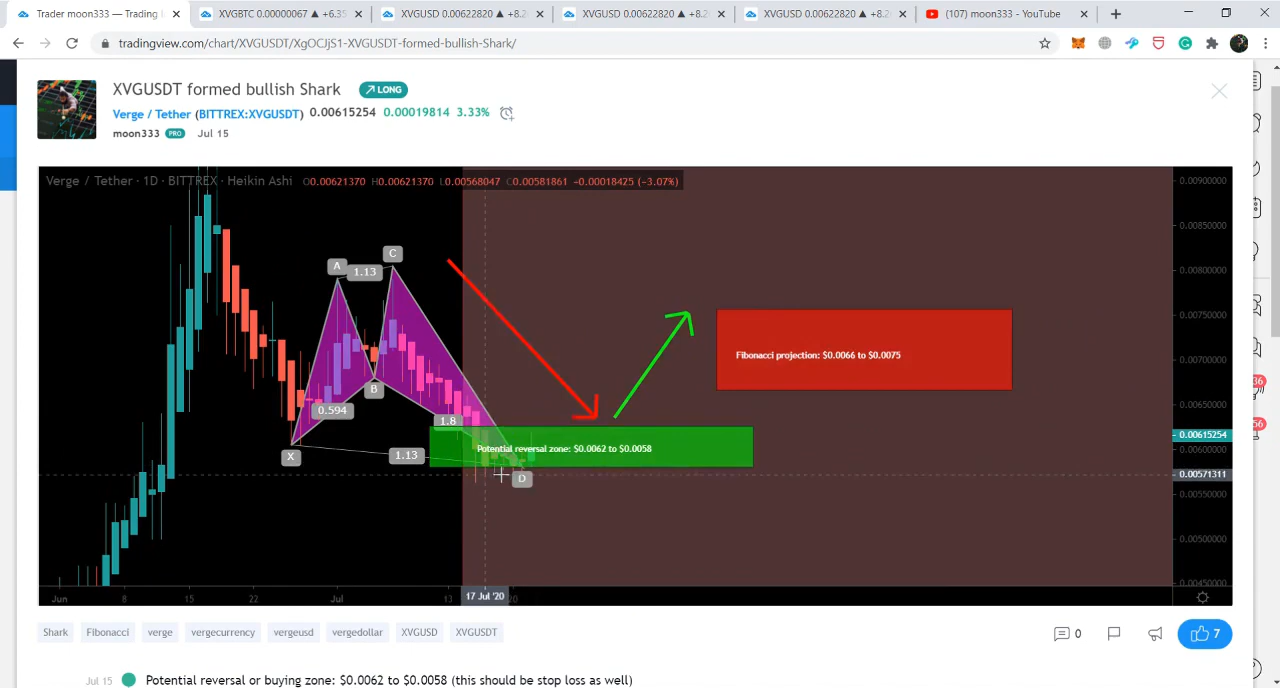 Trader moon333 — Trading
XVGBTC 0.00000067 ▲ +6.35
XVGUSD 0.00622820 ▲ +8.2
XVGUSD 0.00622820 ▲ +8.2
XVGUSD 0.00622820 ▲ +8.2
(107) moon333 - YouTube
tradingview.com/chart/XVGUSDT/XgOCJjS1-XVGUSDT-formed-bullish-Shark/
XVGUSDT formed bullish Shark
LONG
Verge / Tether (BITTREX:XVGUSDT) 0.00615254 0.00019814 3.33%
moon333 PRO Jul 15
Verge / Tether · 1D · BITTREX · Heikin Ashi O0.00621370 H0.00621370 L0.00568047 C0.00581861 −0.00018425 (−3.07%)
0.00900000
0.00850000
0.00800000
0.00750000
0.00700000
0.00650000
0.00615254
0.00600000
0.00571311
0.00550000
0.00500000
0.00450000
A
1.13
C
B
0.594
1.8
X
1.13
D
Fibonacci projection: $0.0066 to $0.0075
Potential reversal zone: $0.0062 to $0.0058
Jun
8
15
22
Jul
13
17 Jul '20
20
36
56
Shark
Fibonacci
verge
vergecurrency
vergeusd
vergedollar
XVGUSD
XVGUSDT
0
7
Jul 15
Potential reversal or buying zone: $0.0062 to $0.0058 (this should be stop loss as well)